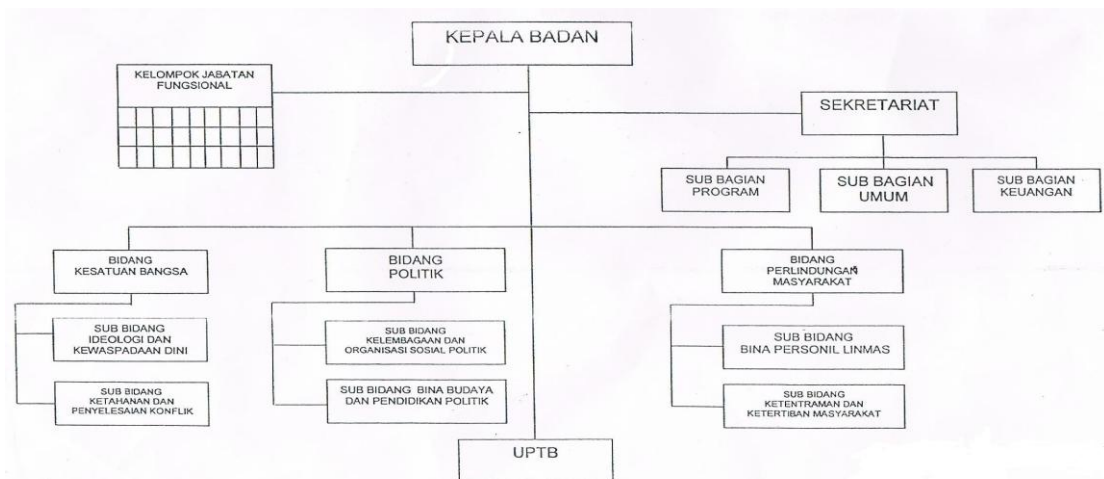 KEPALA BADAN
KELOMPOK JABATAN
FUNGSIONAL
SEKRETARIAT
SUB BAGIAN
PROGRAM
SUB BAGIAN
UMUM
SUB BAGIAN
KEUANGAN
BIDANG
KESATUAN BANGSA
BIDANG
POLITIK
BIDANG
PERLINDUNGAN
MASYARAKAT
SUB BIDANG
IDEOLOGI DAN
KEWASPADAAN DINI
SUB BIDANG
KETAHANAN DAN
PENYELESAIAN KONFLIK
SUB BIDANG
KELEMBAGAAN DAN
ORGANISASI SOSIAL POLITIK
SUB BIDANG BINA BUDAYA
DAN PENDIDIKAN POLITIK
SUB BIDANG
BINA PERSONIL LINMAS
SUB BIDANG
KETENTRAMAN DAN
KETERTIBAN MASYARAKAT
UPTB